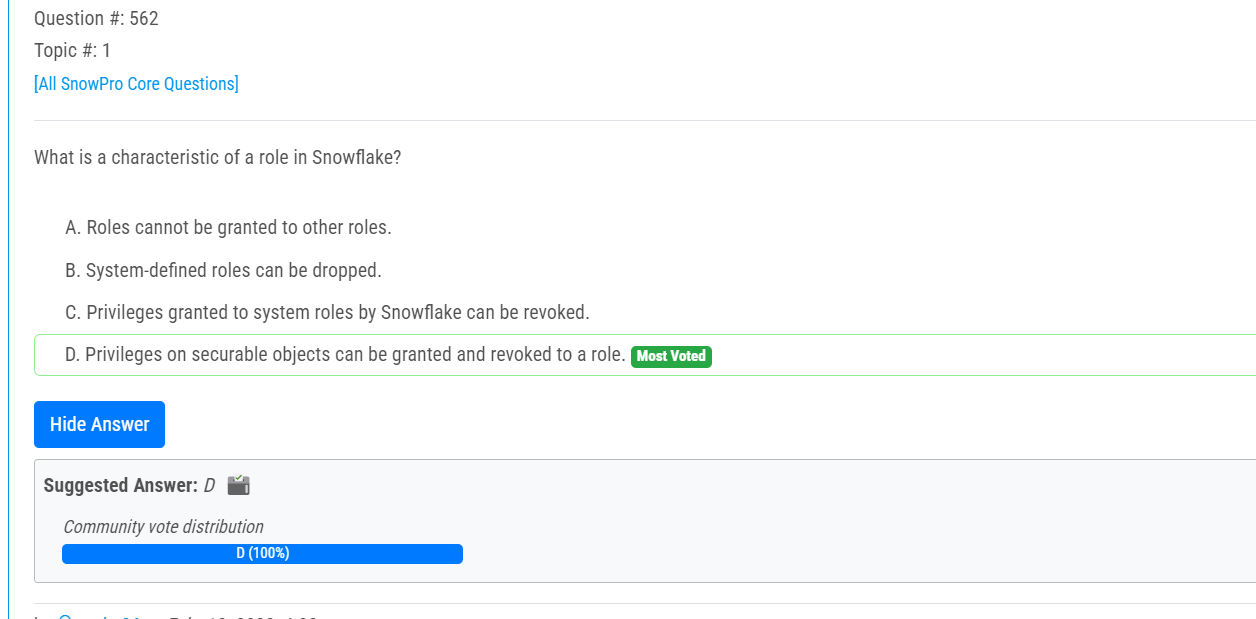 Question #: 562
Topic #: 1
[All SnowPro Core Questions]
What is a characteristic of a role in Snowflake?
A. Roles cannot be granted to other roles.
B. System-defined roles can be dropped.
C. Privileges granted to system roles by Snowflake can be revoked.
D. Privileges on securable objects can be granted and revoked to a role. Most Voted
Hide Answer
Suggested Answer: D
Community vote distribution
D (100%)